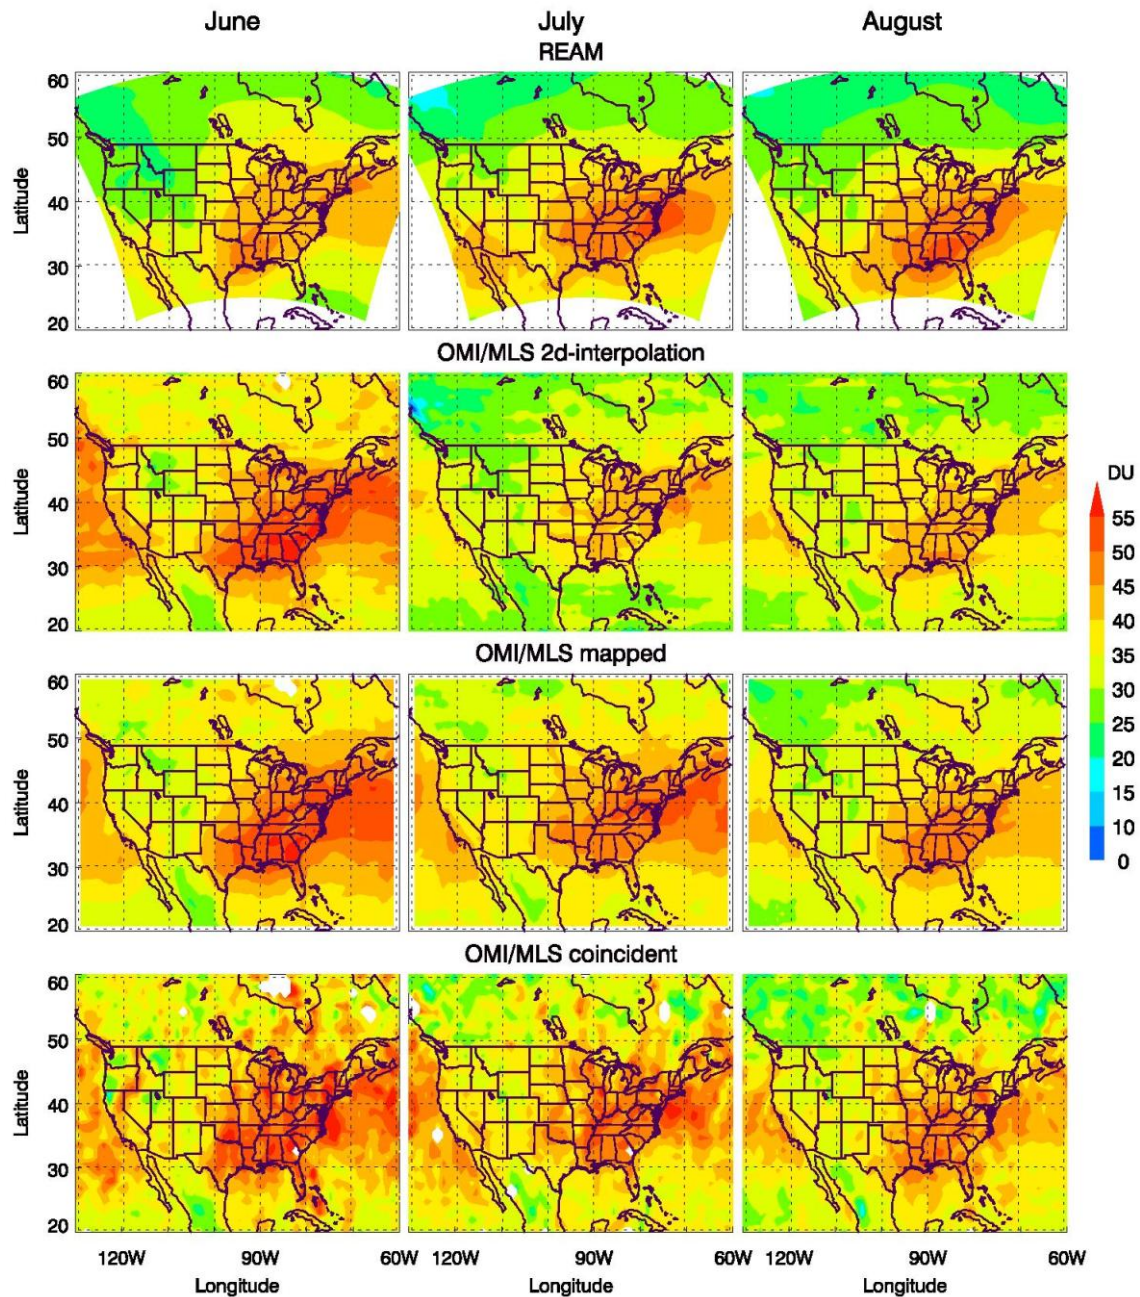 June July August
REAM
60
50
40
30
20
Latitude
OMI/MLS 2d-interpolation
60
50
40
30
20
Latitude
DU
55
50
45
40
35
30
25
20
15
10
0
OMI/MLS mapped
60
50
40
30
20
Latitude
OMI/MLS coincident
60
50
40
30
20
Latitude
120W 90W 60W 120W 90W 60W 120W 90W 60W
Longitude Longitude Longitude